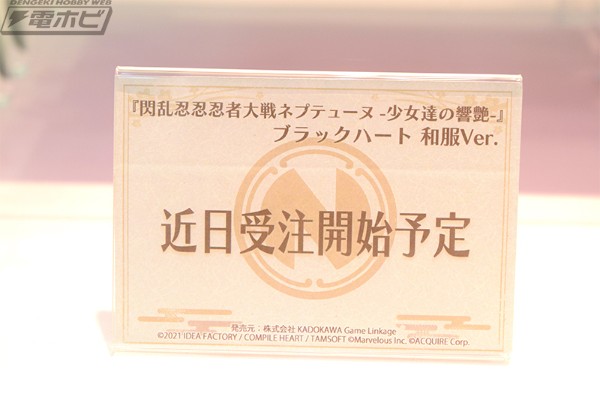 DENGEKI HOBBY WEB
電ホビ
『閃乱忍忍忍者大戦ネプテューヌ -少女達の響艶-』
ブラックハート 和服Ver.
N
近日受注開始予定
発売元：株式会社 KADOKAWA Game Linkage
©2021 IDEA FACTORY / COMPILE HEART / TAMSOFT ©Marvelous Inc. ©ACQUIRE Corp.